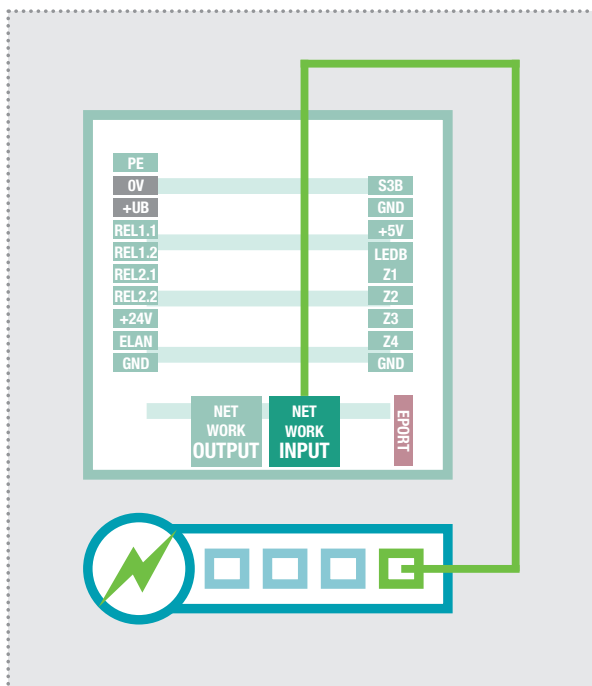 PE
0V
+UB
REL1.1
REL1.2
REL2.1
REL2.2
+24V
ELAN
GND
S3B
GND
+5V
LEDB
Z1
Z2
Z3
Z4
GND
NET
WORK
OUTPUT
NET
WORK
INPUT
EPORT